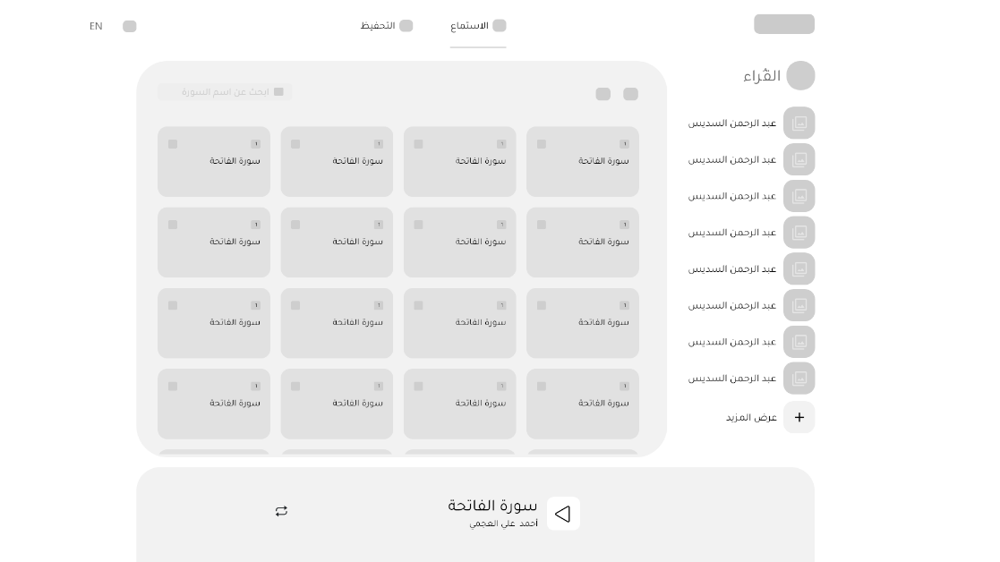 الاستماع
التحفيظ
EN
القُراء
عبد الرحمن السديس
عبد الرحمن السديس
عبد الرحمن السديس
عبد الرحمن السديس
عبد الرحمن السديس
عبد الرحمن السديس
عبد الرحمن السديس
عبد الرحمن السديس
عرض المزيد
ابحث عن اسم السورة
١ ١ ١ ١
سورة الفاتحة سورة الفاتحة سورة الفاتحة سورة الفاتحة
١ ١ ١ ١
سورة الفاتحة سورة الفاتحة سورة الفاتحة سورة الفاتحة
١ ١ ١ ١
سورة الفاتحة سورة الفاتحة سورة الفاتحة سورة الفاتحة
١ ١ ١ ١
سورة الفاتحة سورة الفاتحة سورة الفاتحة سورة الفاتحة
سورة الفاتحة
أحمد علي العجمي